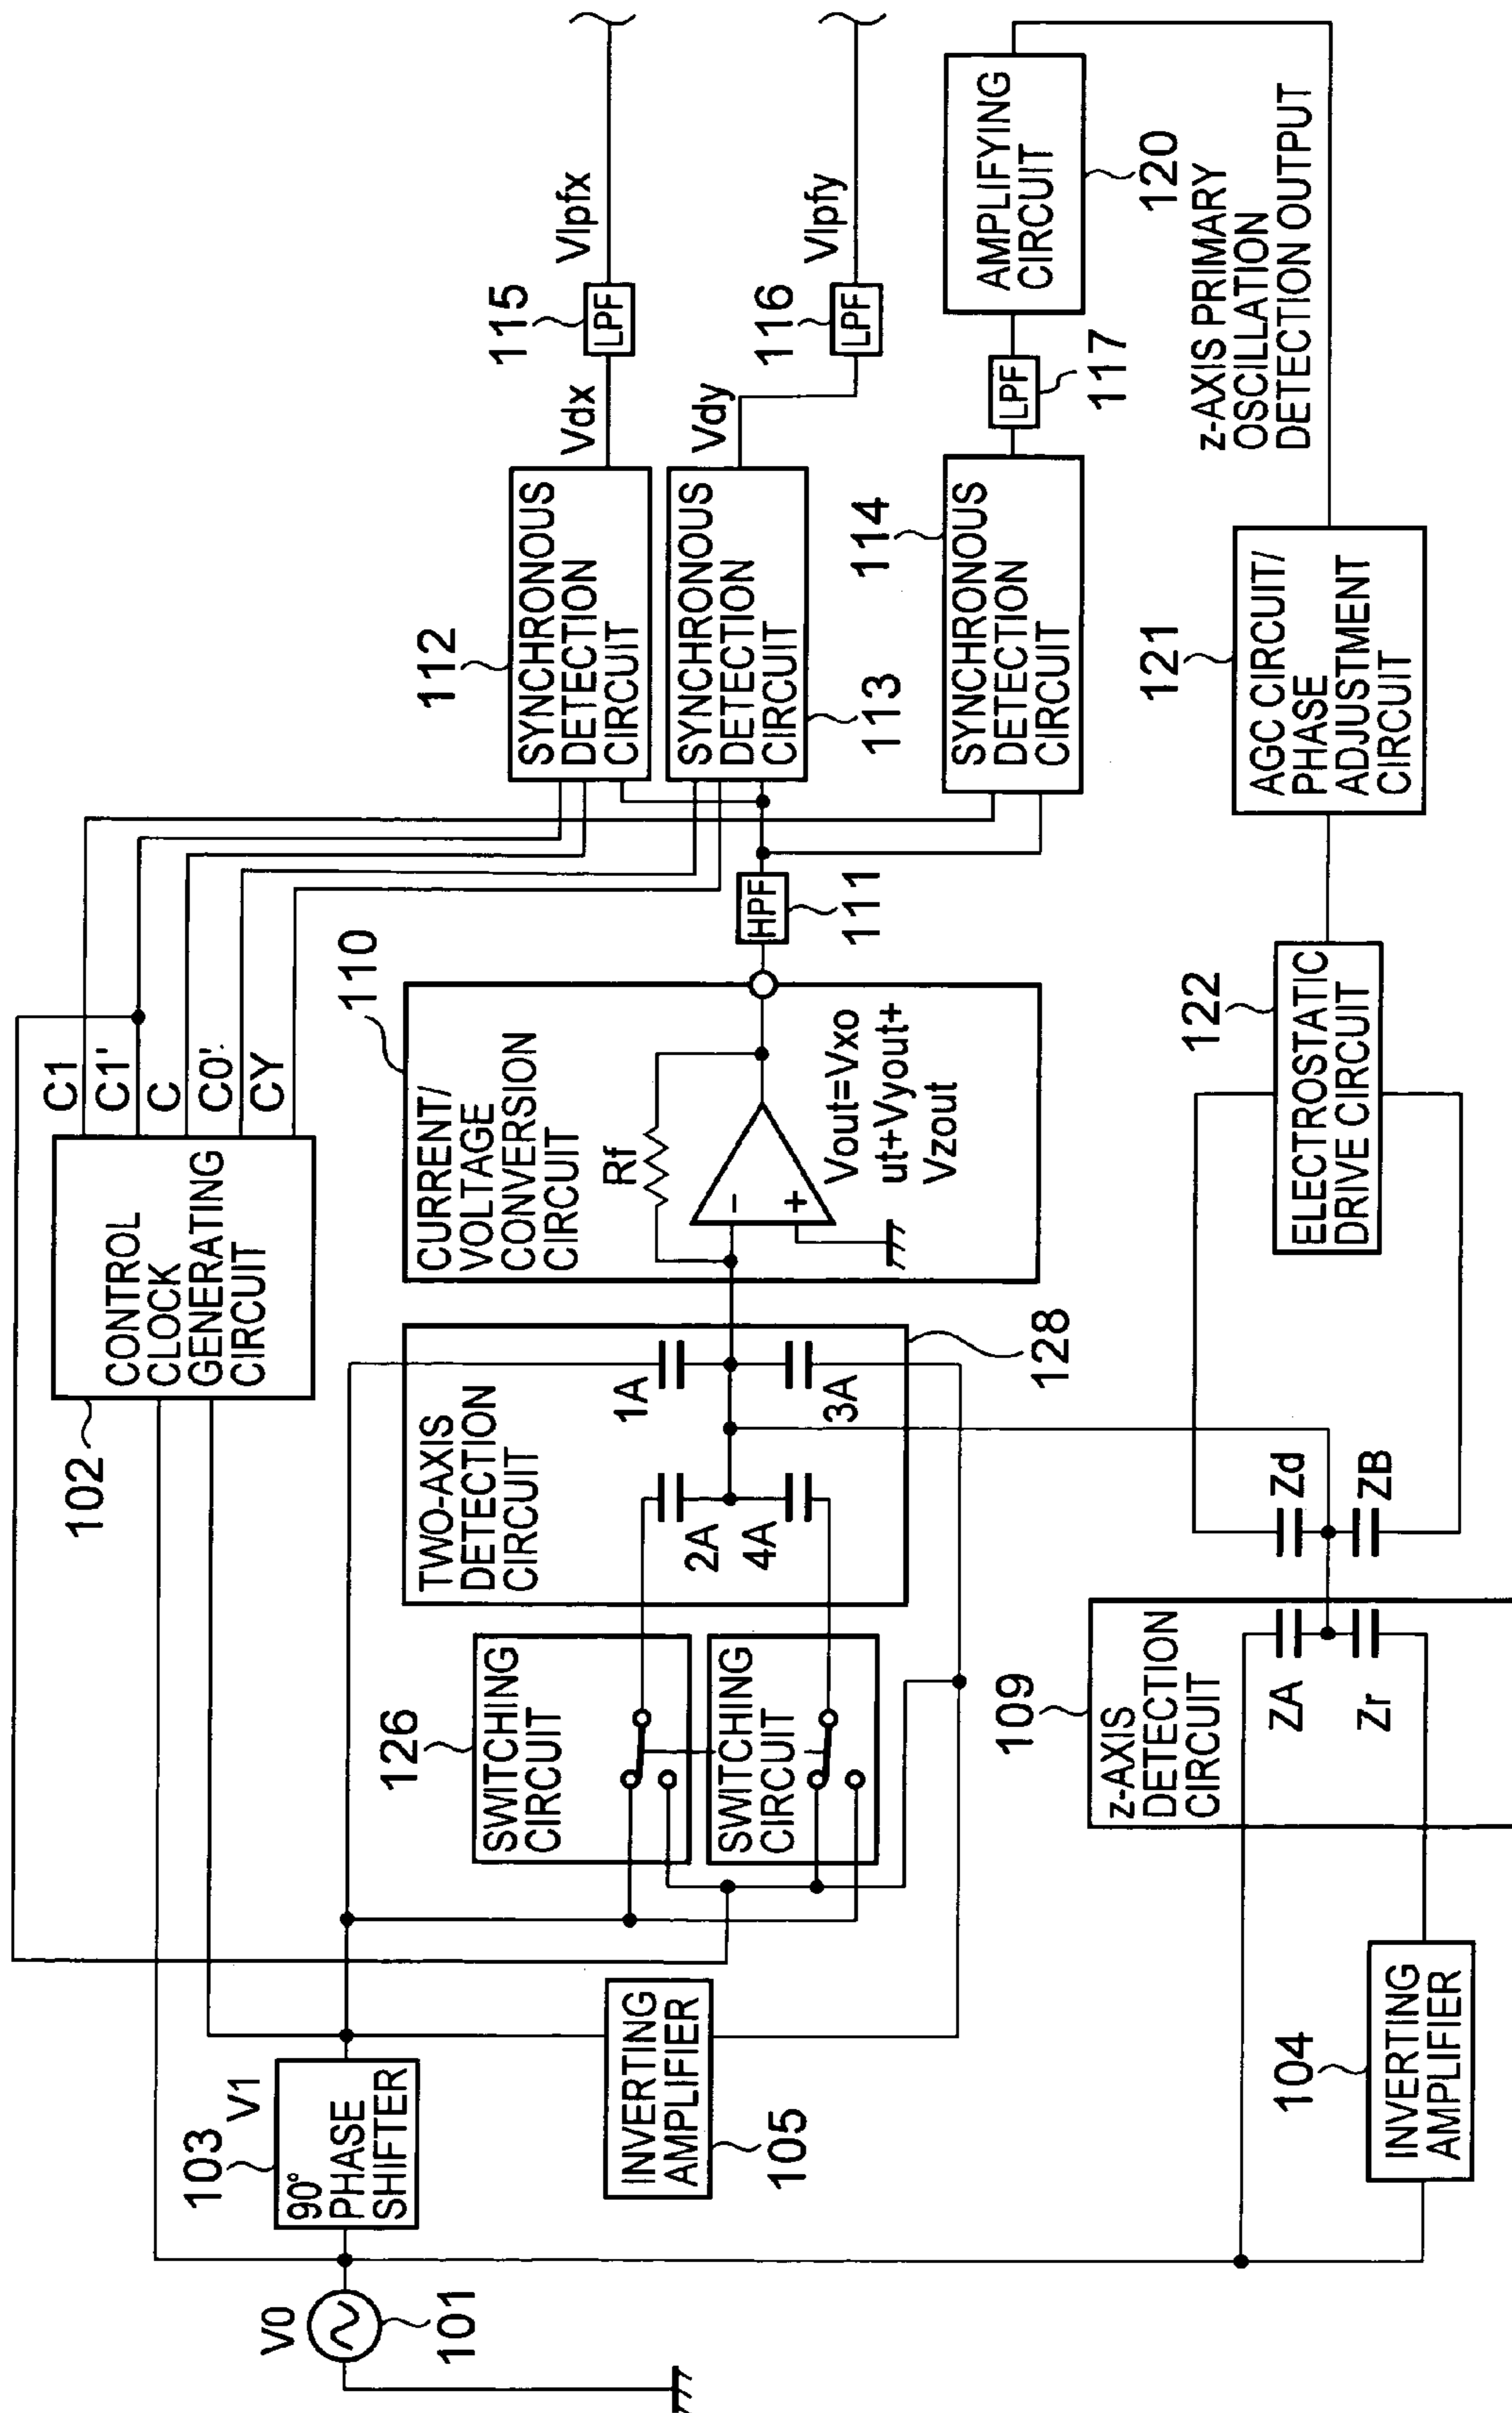 V0
101
103
V1
90°
PHASE
SHIFTER
INVERTING
AMPLIFIER
105
INVERTING
AMPLIFIER
104
102
CONTROL
CLOCK
GENERATING
CIRCUIT
C1
C1'
C
C0'
CY
126
SWITCHING
CIRCUIT
SWITCHING
CIRCUIT
TWO-AXIS
DETECTION
CIRCUIT
1A
2A
4A
3A
128
109
z-AXIS
DETECTION
CIRCUIT
ZA
Zr
Zd
ZB
110
CURRENT/
VOLTAGE
CONVERSION
CIRCUIT
Rf
-
+
Vout=Vxo
ut+Vyout+
Vzout
HPF
111
112
SYNCHRONOUS
DETECTION
CIRCUIT
SYNCHRONOUS
DETECTION
CIRCUIT
113
114
SYNCHRONOUS
DETECTION
CIRCUIT
Vdx
115
LPF
Vlpfx
Vdy
116
LPF
Vlpfy
LPF
117
AMPLIFYING
CIRCUIT
120
z-AXIS PRIMARY
OSCILLATION
DETECTION OUTPUT
121
AGC CIRCUIT/
PHASE
ADJUSTMENT
CIRCUIT
122
ELECTROSTATIC
DRIVE CIRCUIT